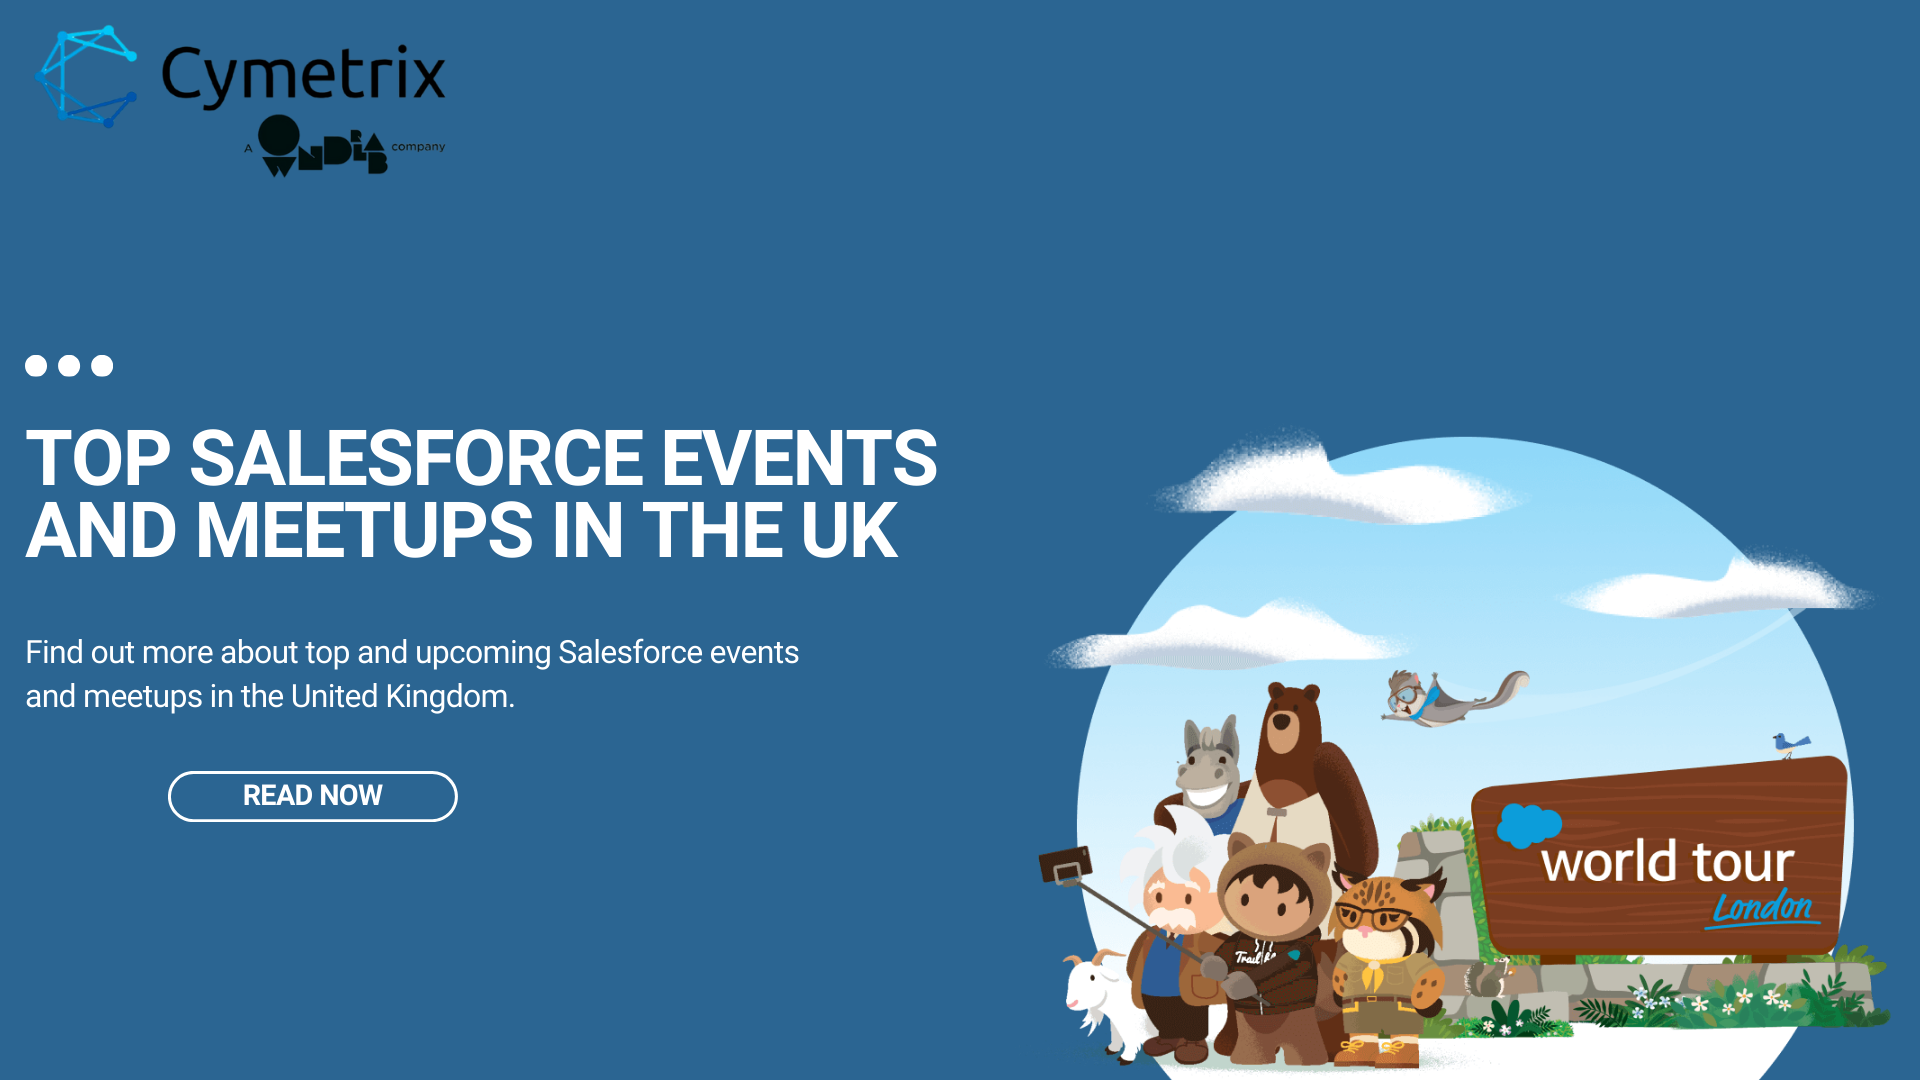 Cymetrix
A WONDRLAB company
TOP SALESFORCE EVENTS
AND MEETUPS IN THE UK
Find out more about top and upcoming Salesforce events
and meetups in the United Kingdom.
READ NOW
world tour
London